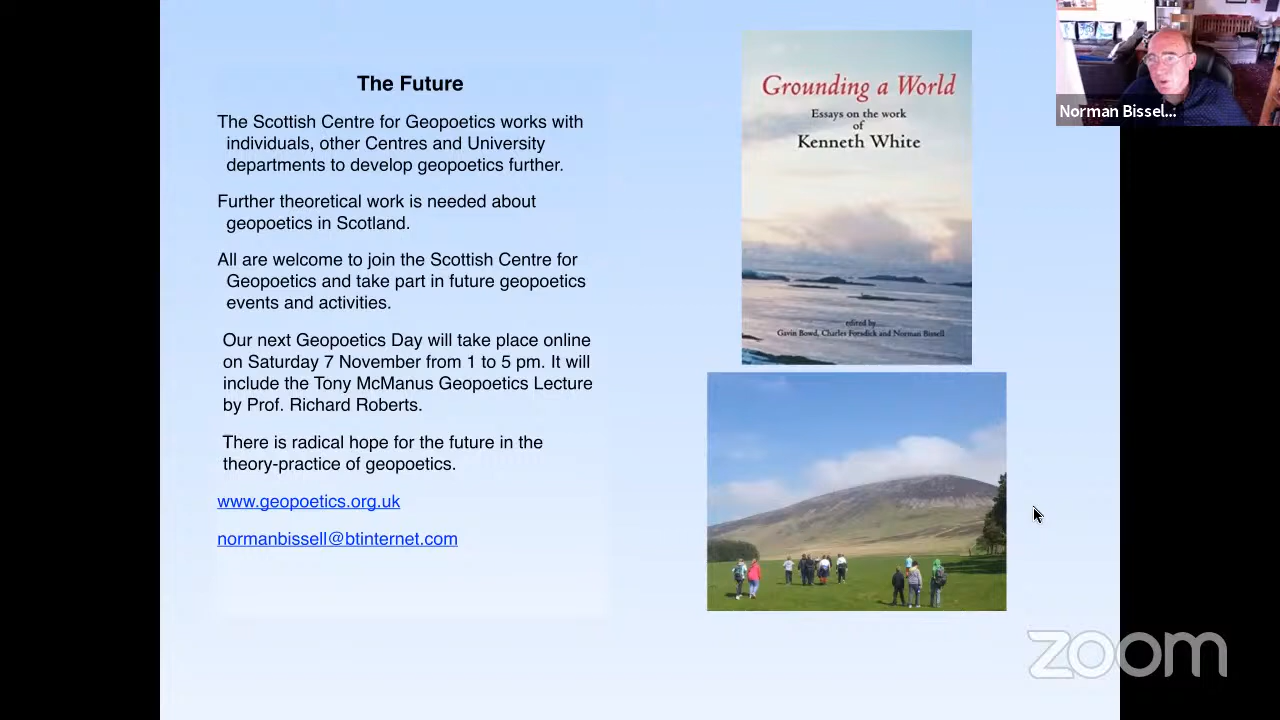 The Future
The Scottish Centre for Geopoetics works with
individuals, other Centres and University
departments to develop geopoetics further.
Further theoretical work is needed about
geopoetics in Scotland.
All are welcome to join the Scottish Centre for
Geopoetics and take part in future geopoetics
events and activities.
Our next Geopoetics Day will take place online
on Saturday 7 November from 1 to 5 pm. It will
include the Tony McManus Geopoetics Lecture
by Prof. Richard Roberts.
There is radical hope for the future in the
theory-practice of geopoetics.
www.geopoetics.org.uk
normanbissell@btinternet.com
Grounding a World
Essays on the work
of
Kenneth White
edited by
Gavin Bowd, Charles Forsdick and Norman Bissell
Norman Bissel...
zoom